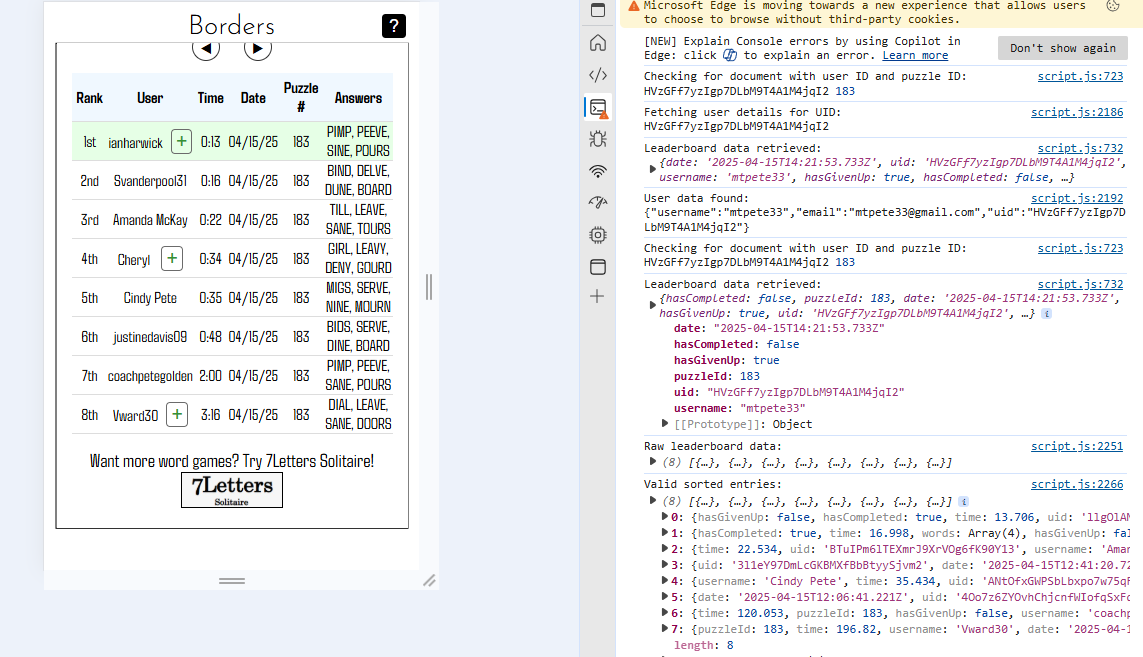 Borders
?
Rank User Time Date Puzzle # Answers
1st ianharwick + 0:13 04/15/25 183 PIMP, PEEVE,
SINE, POURS
2nd Svanderpool31 0:16 04/15/25 183 BIND, DELVE,
DUNE, BOARD
3rd Amanda McKay 0:22 04/15/25 183 TILL, LEAVE,
SANE, TOURS
4th Cheryl + 0:34 04/15/25 183 GIRL, LEAVY,
DENY, GOURD
5th Cindy Pete 0:35 04/15/25 183 MIGS, SERVE,
NINE, MOURN
6th justinedavis09 0:48 04/15/25 183 BIDS, SERVE,
DINE, BOARD
7th coachpetegolden 2:00 04/15/25 183 PIMP, PEEVE,
SANE, POURS
8th Vward30 + 3:16 04/15/25 183 DIAL, LEAVE,
SANE, DOORS
Want more word games? Try 7Letters Solitaire!
7Letters
Solitaire
Microsoft Edge is moving towards a new experience that allows users
to choose to browse without third-party cookies.
[NEW] Explain Console errors by using Copilot in
Edge: click to explain an error. Learn more
Don't show again
Checking for document with user ID and puzzle ID: script.js:723
HVzGFf7yzIgp7DLbM9T4A1M4jqI2 183
Fetching user details for UID: script.js:2186
HVzGFf7yzIgp7DLbM9T4A1M4jqI2
Leaderboard data retrieved: script.js:732
{date: '2025-04-15T14:21:53.733Z', uid: 'HVzGFf7yzIgp7DLbM9T4A1M4jqI2',
username: 'mtpete33', hasGivenUp: true, hasCompleted: false, …}
User data found: script.js:2192
{"username":"mtpete33","email":"mtpete33@gmail.com","uid":"HVzGFf7yzIgp7D
LbM9T4A1M4jqI2"}
Checking for document with user ID and puzzle ID: script.js:723
HVzGFf7yzIgp7DLbM9T4A1M4jqI2 183
Leaderboard data retrieved: script.js:732
{hasCompleted: false, puzzleId: 183, date: '2025-04-15T14:21:53.733Z',
hasGivenUp: true, uid: 'HVzGFf7yzIgp7DLbM9T4A1M4jqI2', …} i
date: "2025-04-15T14:21:53.733Z"
hasCompleted: false
hasGivenUp: true
puzzleId: 183
uid: "HVzGFf7yzIgp7DLbM9T4A1M4jqI2"
username: "mtpete33"
[[Prototype]]: Object
Raw leaderboard data: script.js:2251
(8) [{…}, {…}, {…}, {…}, {…}, {…}, {…}, {…}]
Valid sorted entries: script.js:2266
(8) [{…}, {…}, {…}, {…}, {…}, {…}, {…}, {…}] i
0: {hasGivenUp: false, hasCompleted: true, time: 13.706, uid: 'llgOlAN
1: {hasCompleted: true, time: 16.998, words: Array(4), hasGivenUp: fal
2: {time: 22.534, uid: 'BTuIPm6lTEXmrJ9XrVOg6fK90Y13', username: 'Aman
3: {uid: '3l1eY97DmLcGKBMXfBbBtyySjvm2', date: '2025-04-15T12:41:20.72
4: {username: 'Cindy Pete', time: 35.434, uid: 'ANtOfxGWPSbLbxpo7w75qF
5: {date: '2025-04-15T12:06:41.221Z', uid: '4Oo7z6ZYOvhChjcnfWIofqSxFc
6: {time: 120.053, puzzleId: 183, hasGivenUp: false, username: 'coachp
7: {puzzleId: 183, time: 196.82, username: 'Vward30', date: '2025-04-1
length: 8